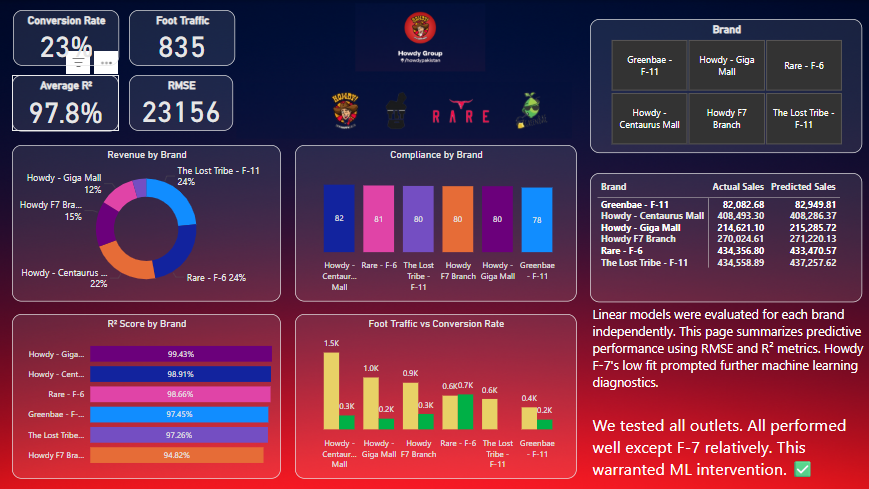 Conversion Rate
23%
Foot Traffic
835
Average R²
97.8%
RMSE
23156
Howdy Group
/howdypakistan
HOWDY!
RARE
Brand
Greenbae -
F-11
Howdy - Giga
Mall
Rare - F-6
Howdy -
Centaurus Mall
Howdy F7
Branch
The Lost Tribe -
F-11
Revenue by Brand
Howdy - Giga Mall
12%
Howdy F7 Bra...
15%
Howdy - Centaurus ...
22%
The Lost Tribe - F-11
24%
Rare - F-6 24%
Compliance by Brand
82
81
80
80
80
78
Howdy -
Centaur...
Mall
Rare - F-6
The Lost
Tribe -
F-11
Howdy
F7 Branch
Howdy -
Giga Mall
Greenbae
- F-11
Brand Actual Sales Predicted Sales
Greenbae - F-11 82,082.68 82,949.81
Howdy - Centaurus Mall 408,493.30 408,286.37
Howdy - Giga Mall 214,621.10 215,285.72
Howdy F7 Branch 270,024.61 271,220.13
Rare - F-6 434,356.80 433,470.57
The Lost Tribe - F-11 434,558.89 437,257.62
R² Score by Brand
Howdy - Giga... 99.43%
Howdy - Cent... 98.91%
Rare - F-6 98.66%
Greenbae - F-... 97.45%
The Lost Tribe... 97.26%
Howdy F7 Bra... 94.82%
Foot Traffic vs Conversion Rate
1.5K
0.3K
1.0K
0.2K
0.9K
0.3K
0.6K
0.7K
0.6K
0.4K
0.2K
Howdy -
Centaur...
Mall
Howdy -
Giga Mall
Howdy
F7 Branch
Rare - F-6
The Lost
Tribe -
F-11
Greenbae
- F-11
Linear models were evaluated for each brand
independently. This page summarizes predictive
performance using RMSE and R² metrics. Howdy
F-7's low fit prompted further machine learning
diagnostics.
We tested all outlets. All performed
well except F-7 relatively. This
warranted ML intervention. ✅